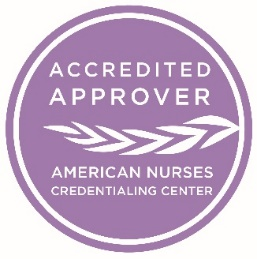 ACCREDITED
APPROVER
AMERICAN NURSES
CREDENTIALING CENTER